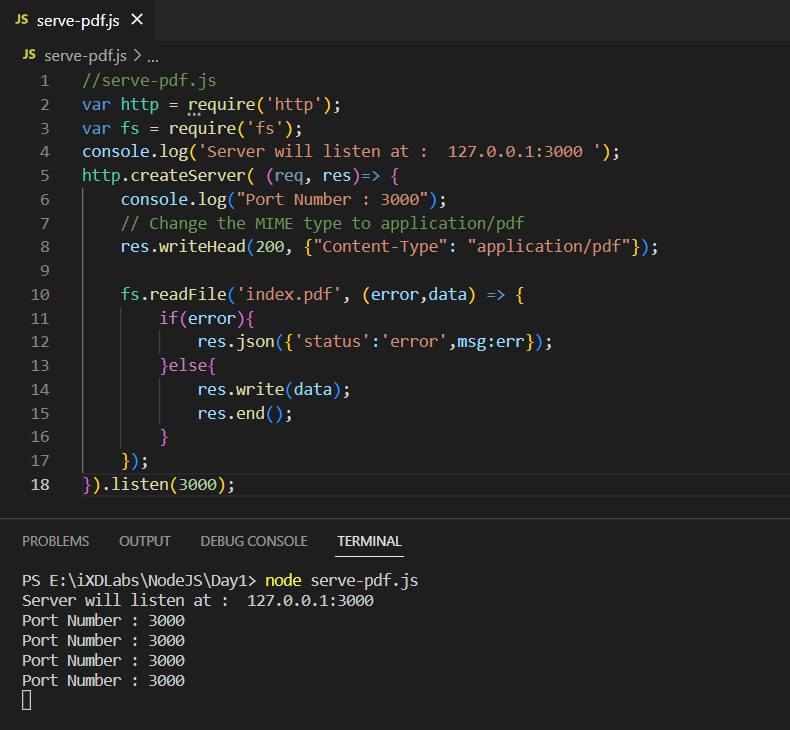 JS serve-pdf.js ✕
JS serve-pdf.js > ...
1 //serve-pdf.js
2 var http = require('http');
3 var fs = require('fs');
4 console.log('Server will listen at :  127.0.0.1:3000 ');
5 http.createServer( (req, res)=> {
6     console.log("Port Number : 3000");
7     // Change the MIME type to application/pdf
8     res.writeHead(200, {"Content-Type": "application/pdf"});
9
10     fs.readFile('index.pdf', (error,data) => {
11         if(error){
12             res.json({'status':'error',msg:err});
13         }else{
14             res.write(data);
15             res.end();
16         }
17     });
18 }).listen(3000);
PROBLEMS OUTPUT DEBUG CONSOLE TERMINAL
PS E:\iXDLabs\NodeJS\Day1> node serve-pdf.js
Server will listen at :  127.0.0.1:3000
Port Number : 3000
Port Number : 3000
Port Number : 3000
Port Number : 3000